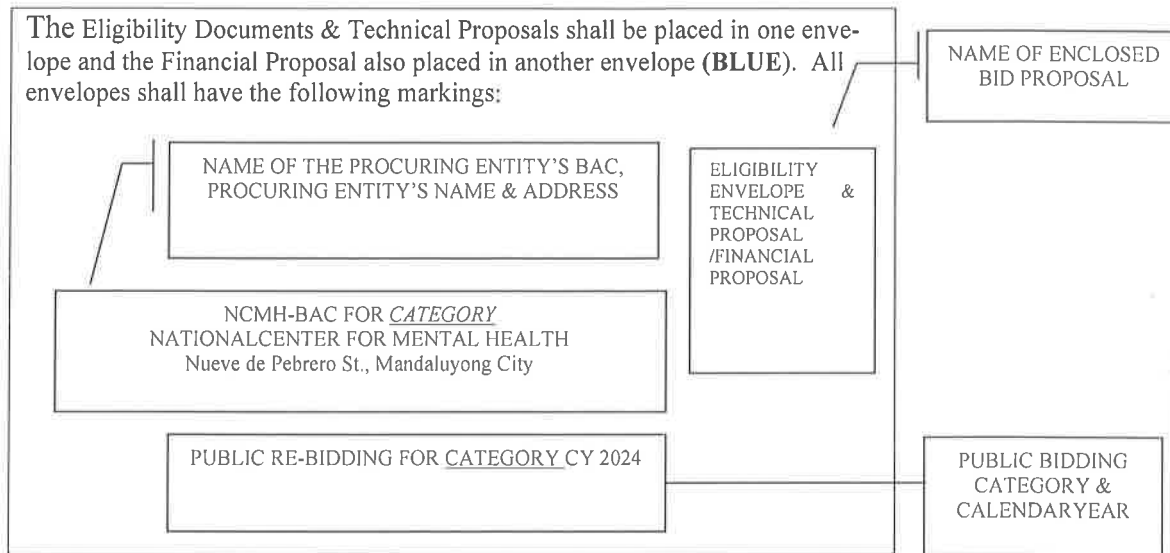 The Eligibility Documents & Technical Proposals shall be placed in one enve-
lope and the Financial Proposal also placed in another envelope (BLUE). All
envelopes shall have the following markings:
NAME OF ENCLOSED
BID PROPOSAL
NAME OF THE PROCURING ENTITY'S BAC,
PROCURING ENTITY'S NAME & ADDRESS
ELIGIBILITY
ENVELOPE &
TECHNICAL
PROPOSAL
/FINANCIAL
PROPOSAL
NCMH-BAC FOR CATEGORY
NATIONALCENTER FOR MENTAL HEALTH
Nueve de Pebrero St., Mandaluyong City
PUBLIC RE-BIDDING FOR CATEGORY CY 2024
PUBLIC BIDDING
CATEGORY &
CALENDARYEAR